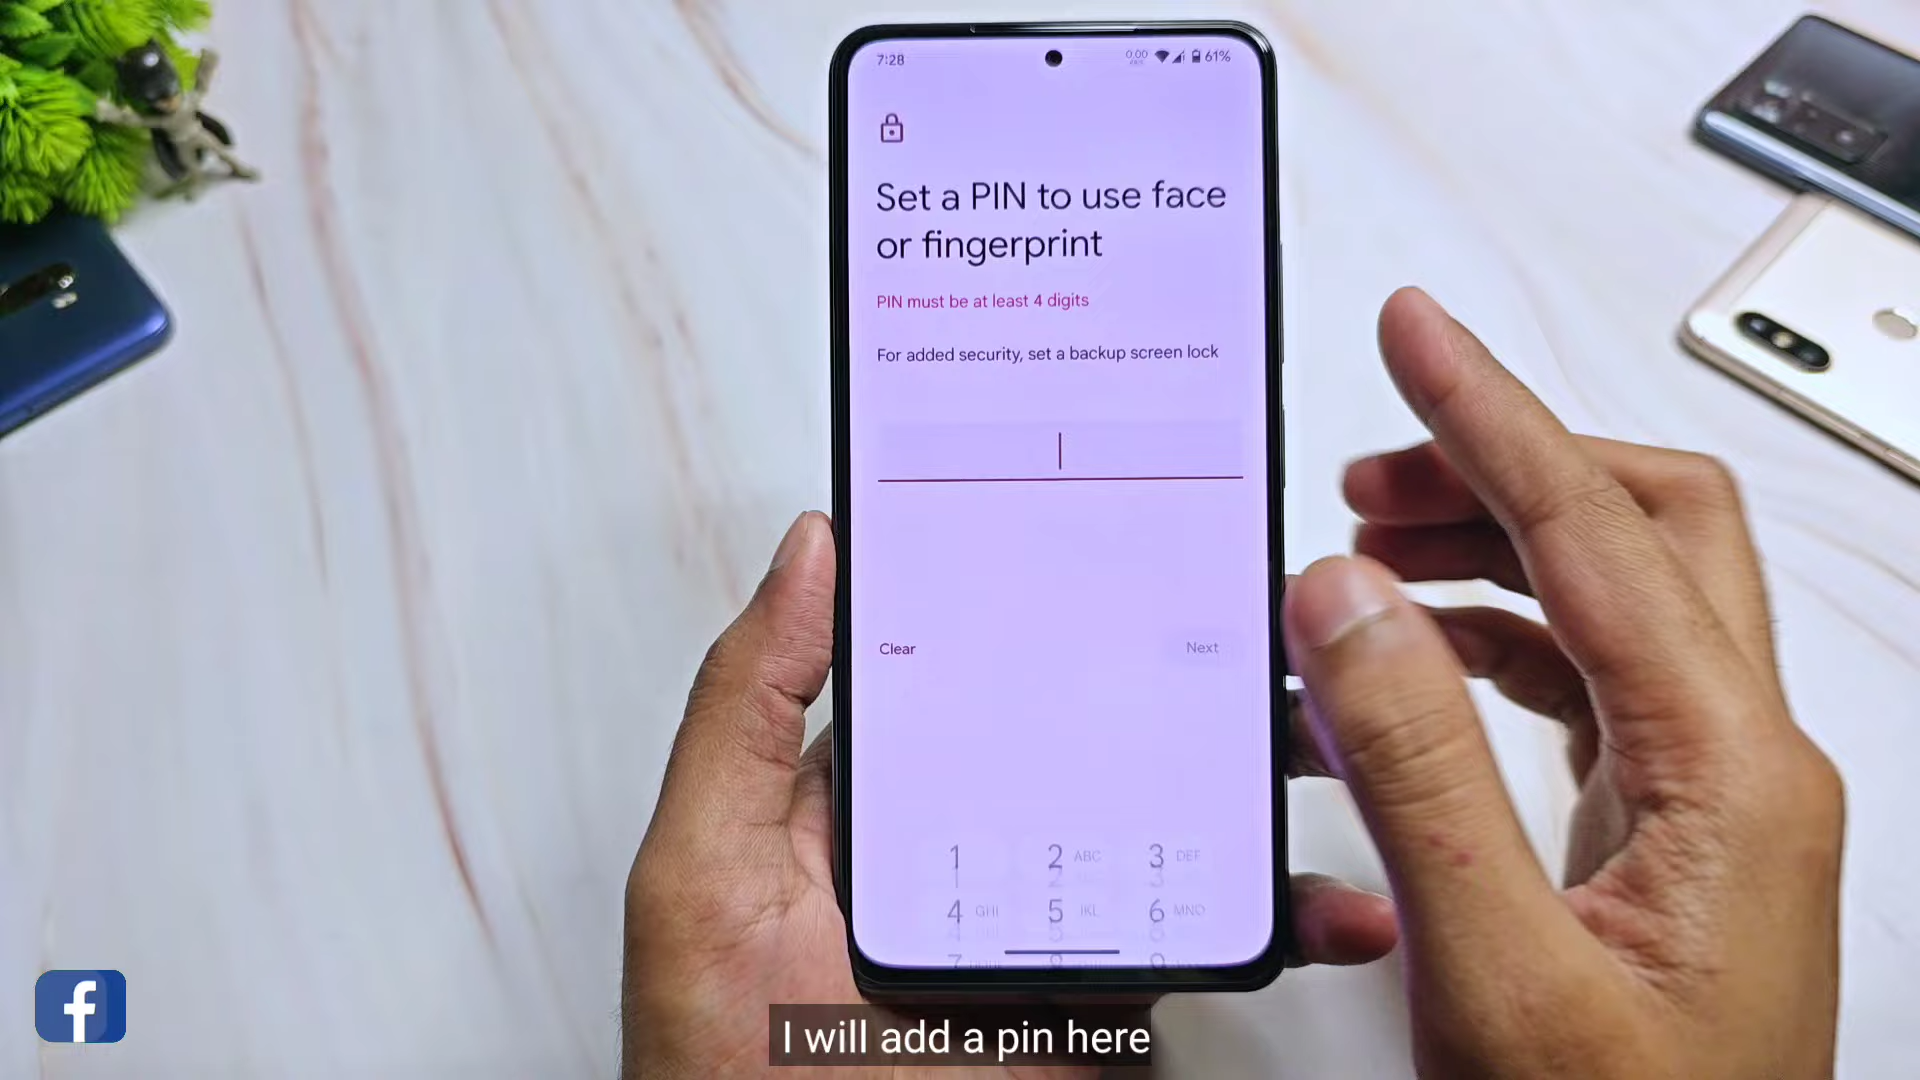 7:28
0.00
61%
Set a PIN to use face
or fingerprint
PIN must be at least 4 digits
For added security, set a backup screen lock
Clear
Next
1
2 ABC
3 DEF
4 GHI
5 JKL
6 MNO
f
I will add a pin here